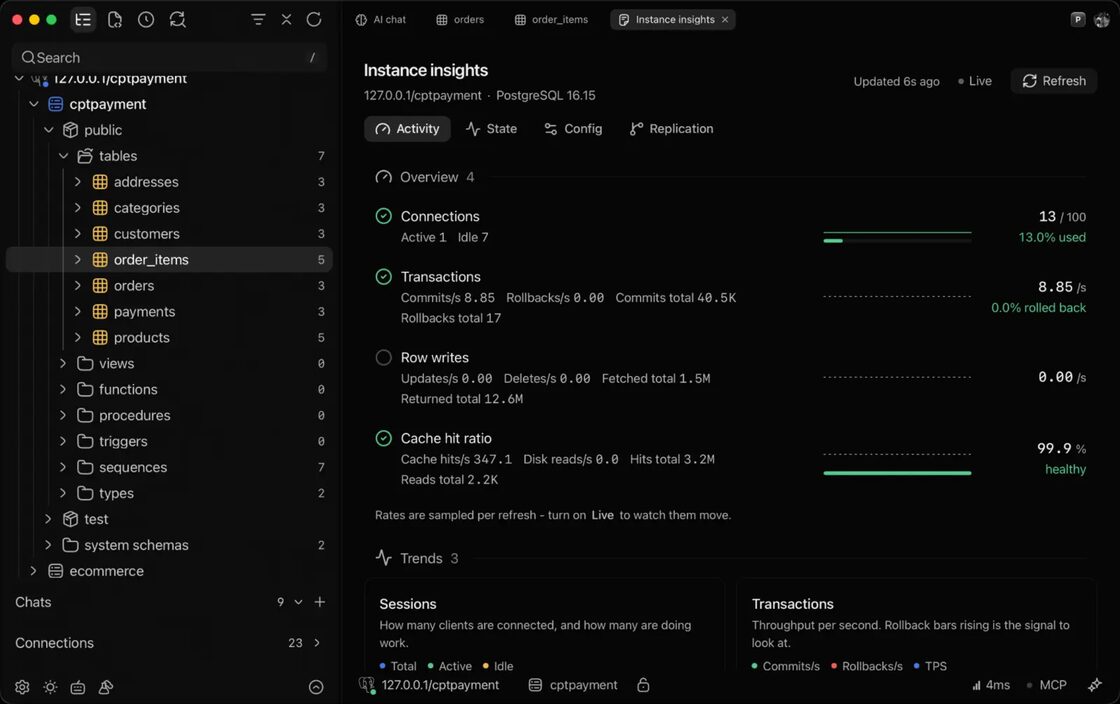 AI chat
orders
order_items
Instance insights
P
Search /
127.0.0.1/cptpayment
cptpayment
public
tables 7
addresses 3
categories 3
customers 3
order_items 5
orders 3
payments 3
products 5
views 0
functions 0
procedures 0
triggers 0
sequences 7
types 2
test
system schemas 2
ecommerce
Chats 9
Connections 23
Instance insights
127.0.0.1/cptpayment · PostgreSQL 16.15
Updated 6s ago
Live
Refresh
Activity
State
Config
Replication
Overview 4
Connections
Active 1 Idle 7
13 / 100
13.0% used
Transactions
Commits/s 8.85 Rollbacks/s 0.00 Commits total 40.5K
Rollbacks total 17
8.85 /s
0.0% rolled back
Row writes
Updates/s 0.00 Deletes/s 0.00 Fetched total 1.5M
Returned total 12.6M
0.00 /s
Cache hit ratio
Cache hits/s 347.1 Disk reads/s 0.0 Hits total 3.2M
Reads total 2.2K
99.9 %
healthy
Rates are sampled per refresh - turn on Live to watch them move.
Trends 3
Sessions
How many clients are connected, and how many are doing
work.
Total Active Idle
Transactions
Throughput per second. Rollback bars rising is the signal to
look at.
Commits/s Rollbacks/s TPS
127.0.0.1/cptpayment
cptpayment
4ms
MCP